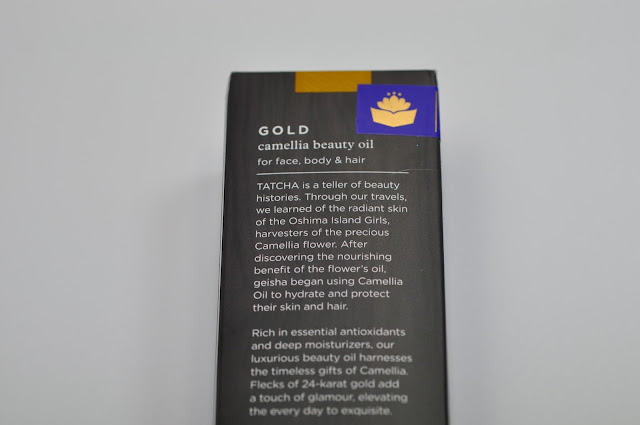 GOLD
camellia beauty oil
for face, body & hair
TATCHA is a teller of beauty
histories. Through our travels,
we learned of the radiant skin
of the Oshima Island Girls,
harvesters of the precious
Camellia flower. After
discovering the nourishing
benefit of the flower's oil,
geisha began using Camellia
Oil to hydrate and protect
their skin and hair.
Rich in essential antioxidants
and deep moisturizers, our
luxurious beauty oil harnesses
the timeless gifts of Camellia.
Flecks of 24-karat gold add
a touch of glamour, elevating
the every day to exquisite.